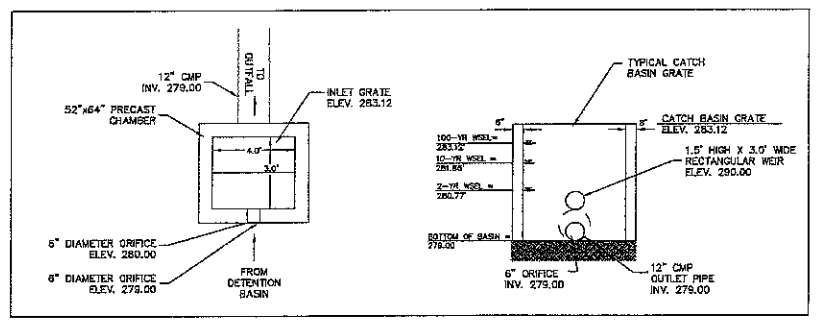 TO
OUTFALL
12" CMP
INV. 279.00
52"x64" PRECAST
CHAMBER
INLET GRATE
ELEV. 283.12
4.0'
3.0'
5" DIAMETER ORIFICE
ELEV. 280.00
6" DIAMETER ORIFICE
ELEV. 279.00
FROM
DETENTION
BASIN
TYPICAL CATCH
BASIN GRATE
6"
CATCH BASIN GRATE
ELEV. 283.12
100-YR WSEL=
283.12'
10-YR WSEL =
281.86'
2-YR WSEL =
280.77'
BOTTOM OF BASIN =
279.00
1.5' HIGH X 3.0' WIDE
RECTANGULAR WEIR
ELEV. 290.00
6" ORIFICE
INV. 279.00
12" CMP
OUTLET PIPE
INV. 279.00